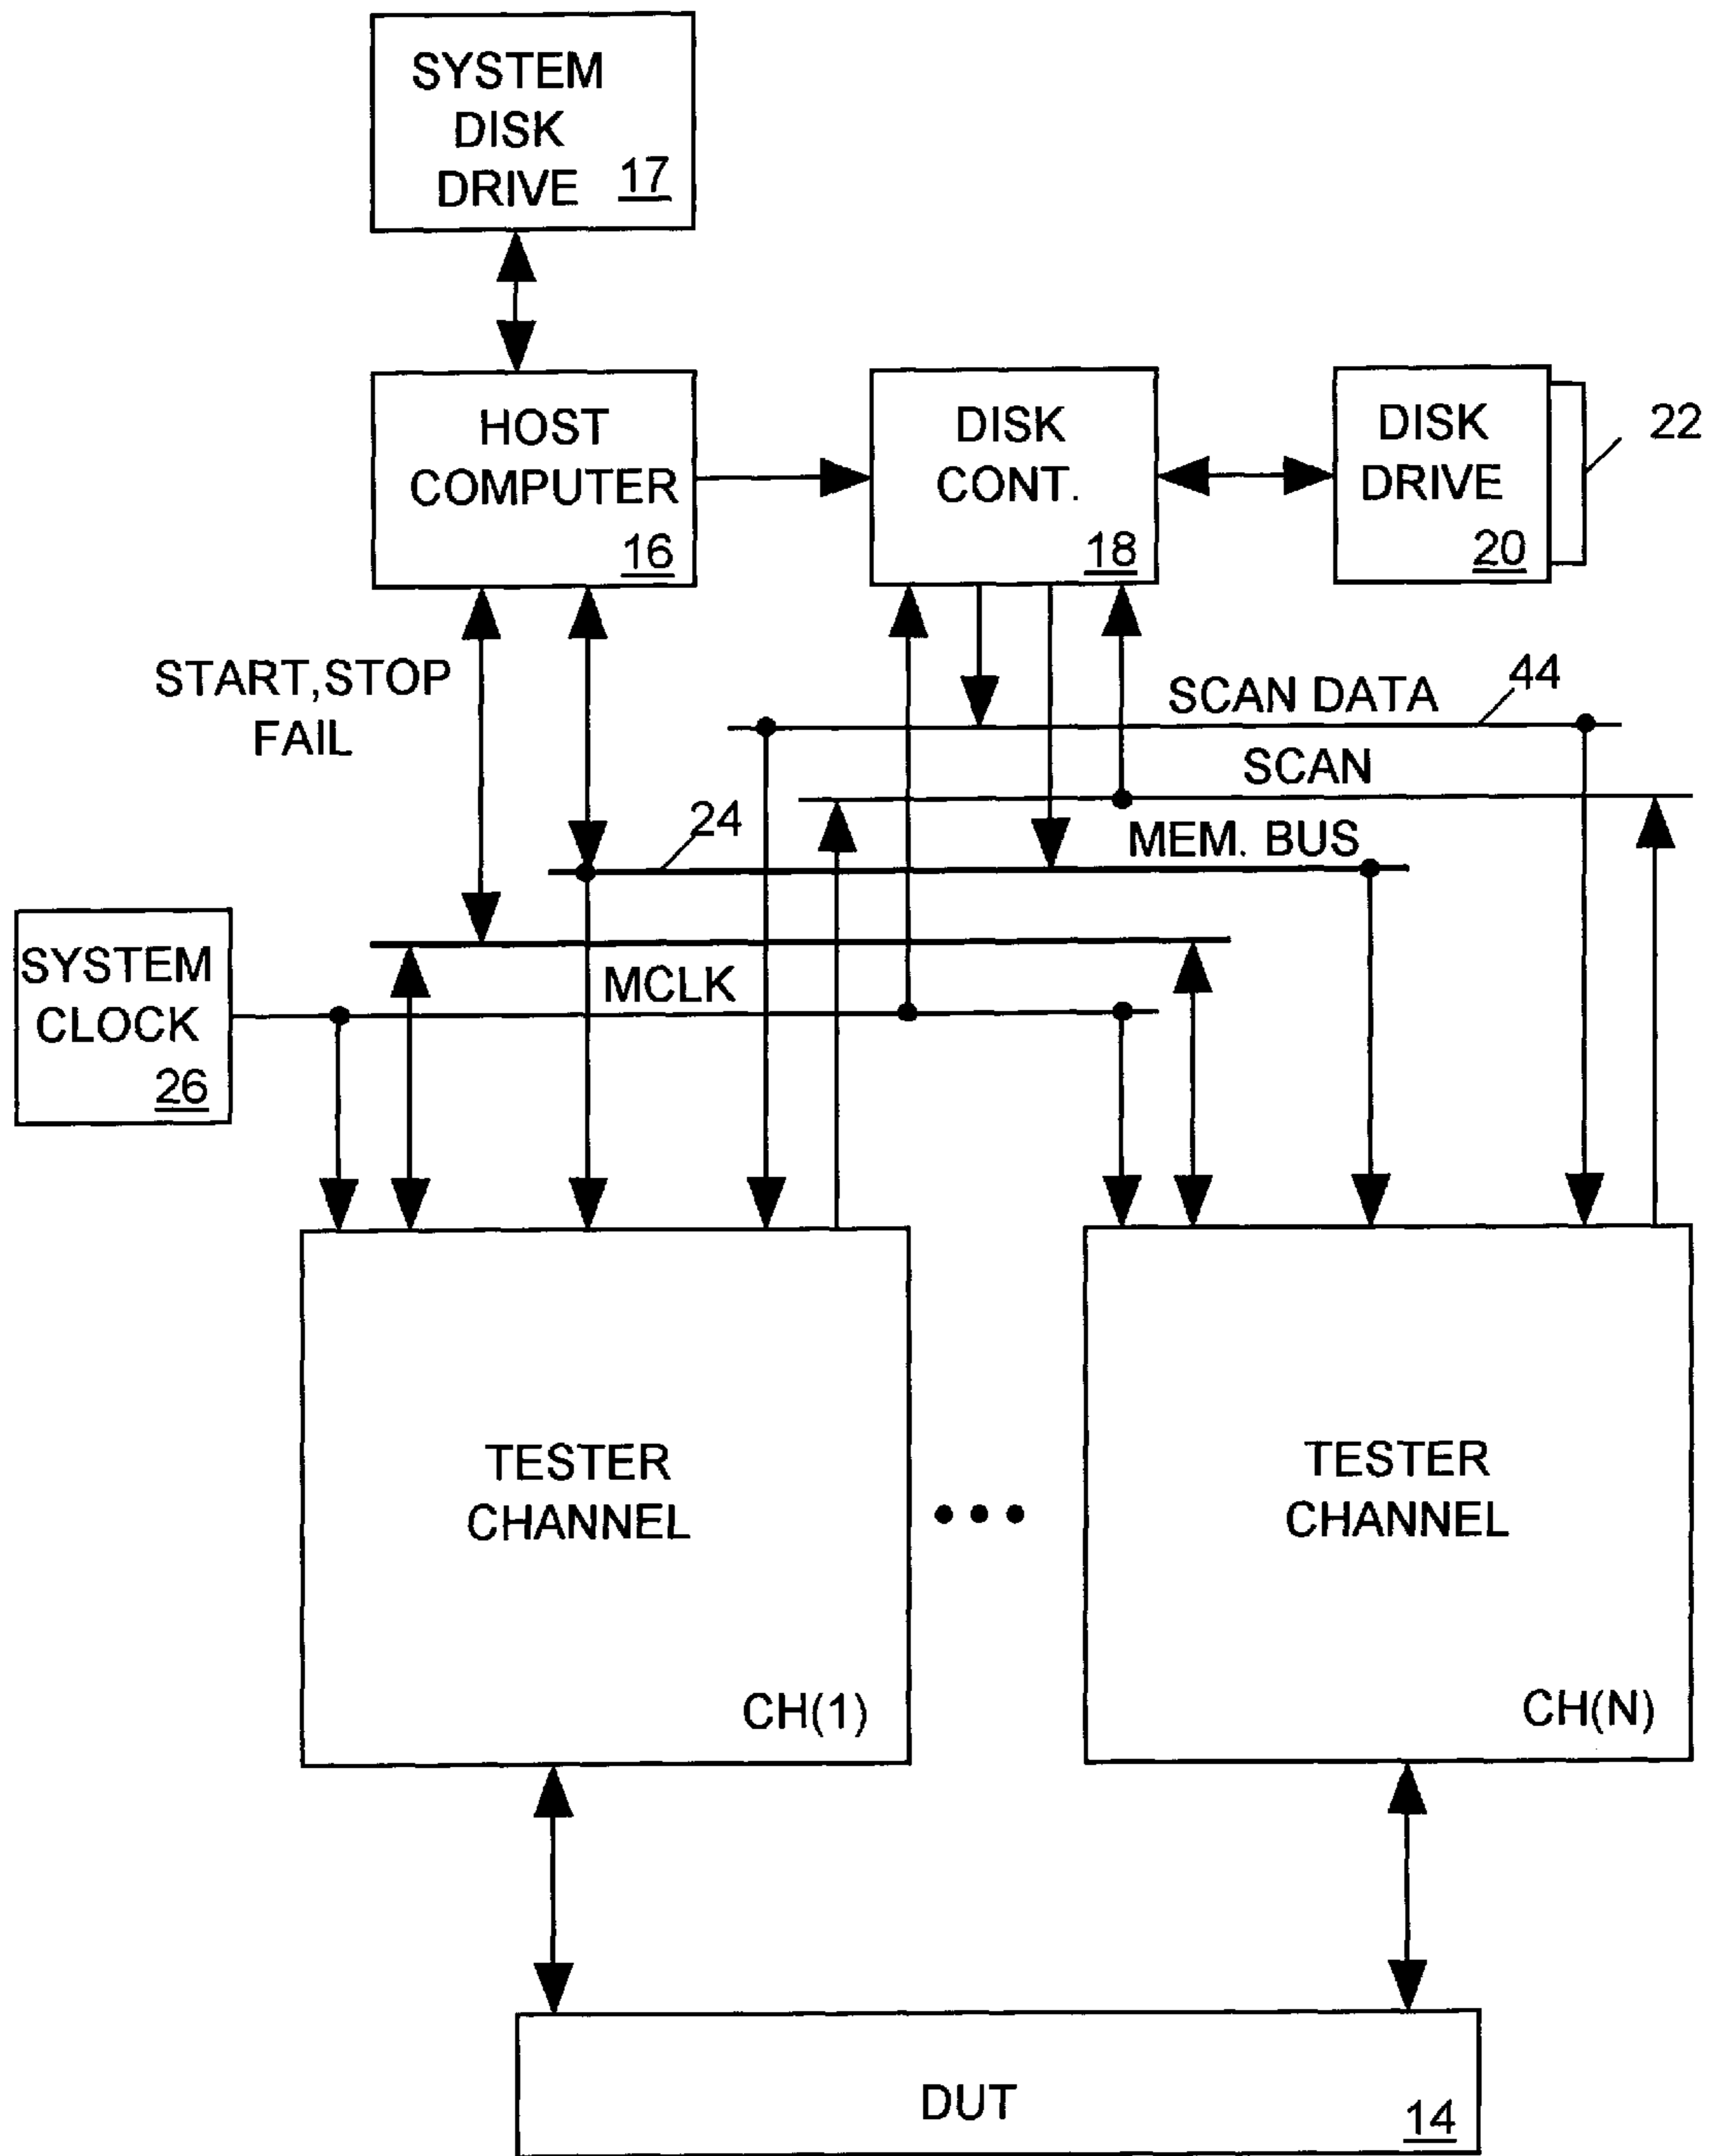 SYSTEM
DISK
DRIVE
17
HOST
COMPUTER
16
DISK
CONT.
18
DISK
DRIVE
20
22
START,STOP
FAIL
SCAN DATA
44
SCAN
24
MEM. BUS
SYSTEM
CLOCK
26
MCLK
TESTER
CHANNEL
CH(1)
TESTER
CHANNEL
CH(N)
DUT
14